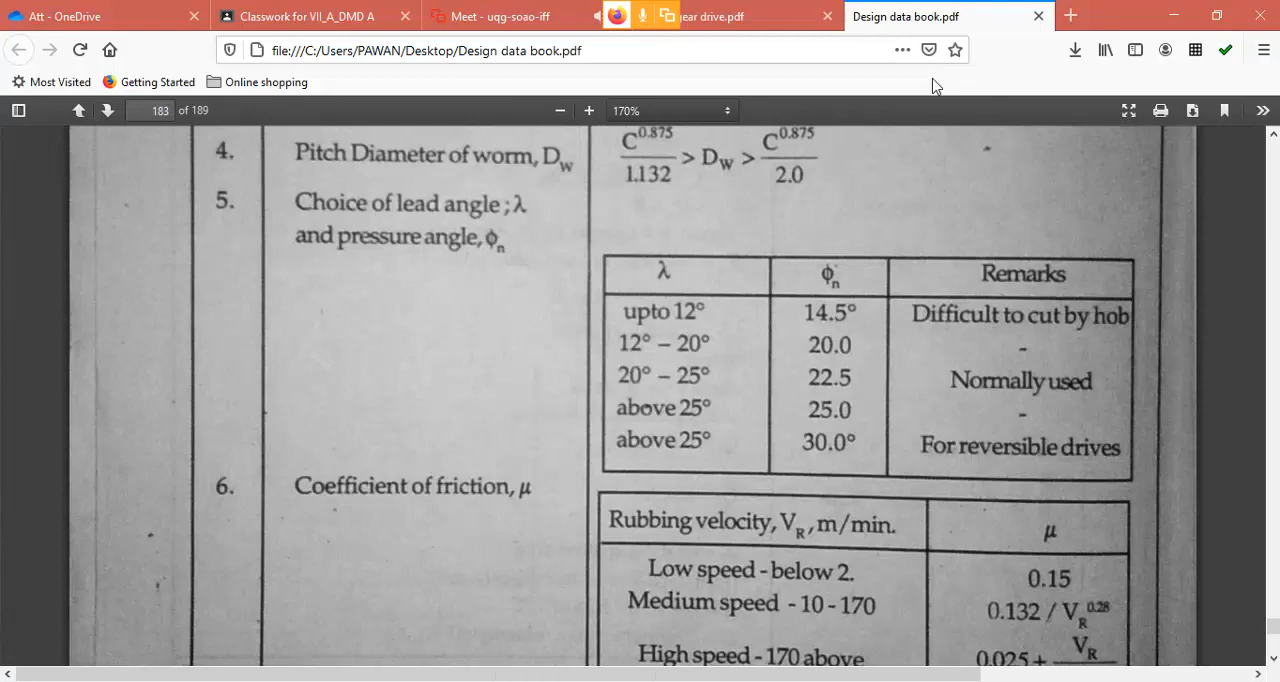 Att - OneDrive
Classwork for VII_A_DMD A
Meet - uqg-soao-iff
gear drive.pdf
Design data book.pdf
file:///C:/Users/PAWAN/Desktop/Design data book.pdf
Most Visited
Getting Started
Online shopping
183 of 189
170%
4. Pitch Diameter of worm, D_w C^0.875/1.132 > D_W > C^0.875/2.0
5. Choice of lead angle ; λ
and pressure angle, ϕ_n
λ ϕ_n Remarks
upto 12° 14.5° Difficult to cut by hob
12° – 20° 20.0 -
20° – 25° 22.5 Normally used
above 25° 25.0 -
above 25° 30.0° For reversible drives
6. Coefficient of friction, μ
Rubbing velocity, V_R, m/min. μ
Low speed - below 2. 0.15
Medium speed - 10 - 170 0.132 / V_R^0.28
High speed - 170 above 0.025 + V_R